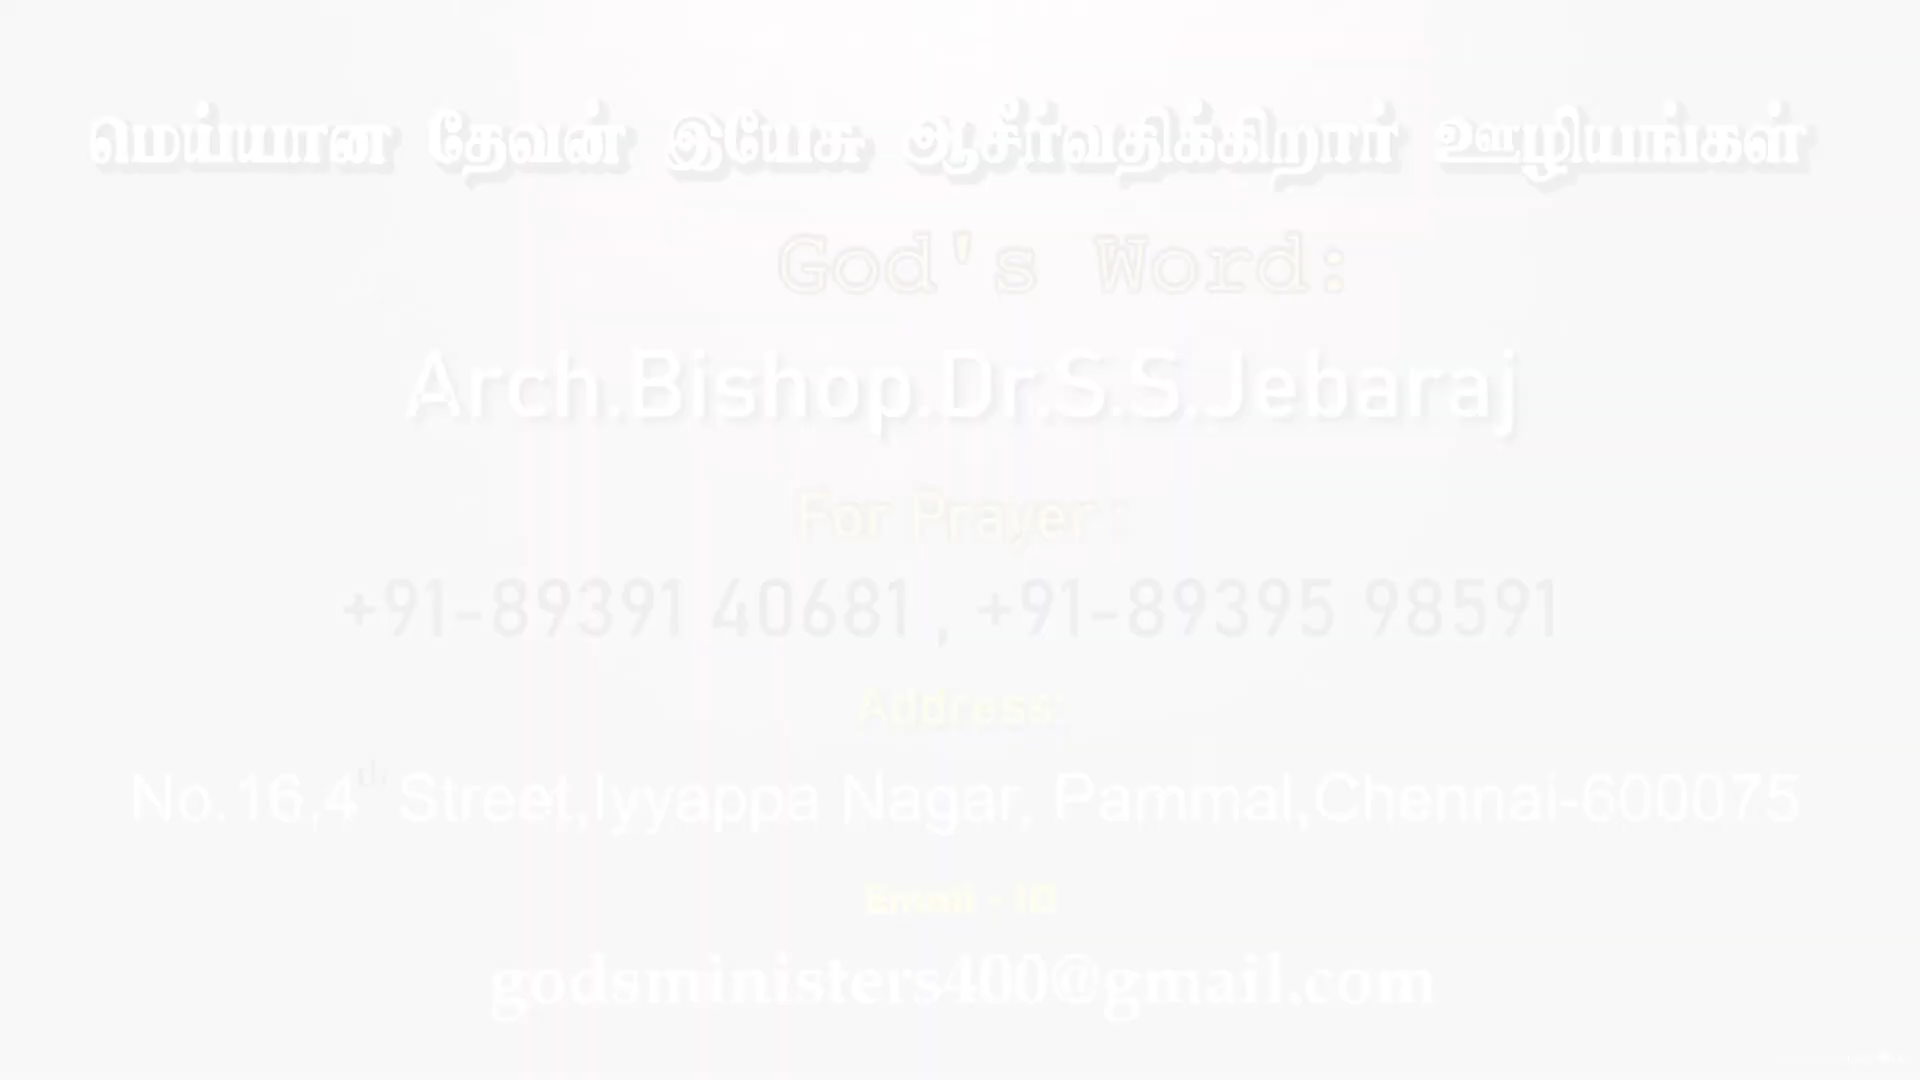 மெய்யான தேவன் இயேசு ஆசீர்வதிக்கிறார் ஊழியங்கள்
God's Word:
Arch.Bishop.Dr.S.S.Jebaraj
For Prayer :
+91-89391 40681 , +91-89395 98591
Address:
No.16,4th Street,Iyyappa Nagar, Pammal,Chennai-600075
Email - ID
godsministers400@gmail.com